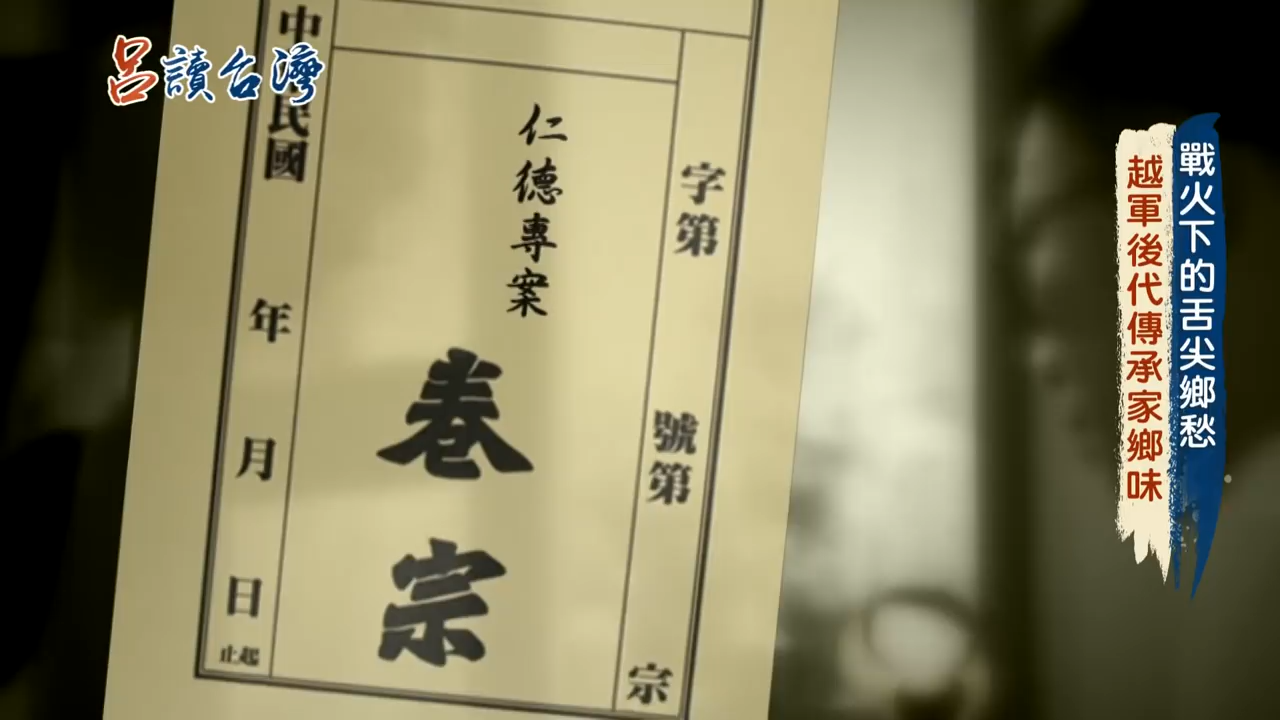 呂讀台灣
戰火下的舌尖鄉愁
越軍後代傳承家鄉味
字第 號第 宗
仁德專案
卷宗
中 民國 年 月 日
止起